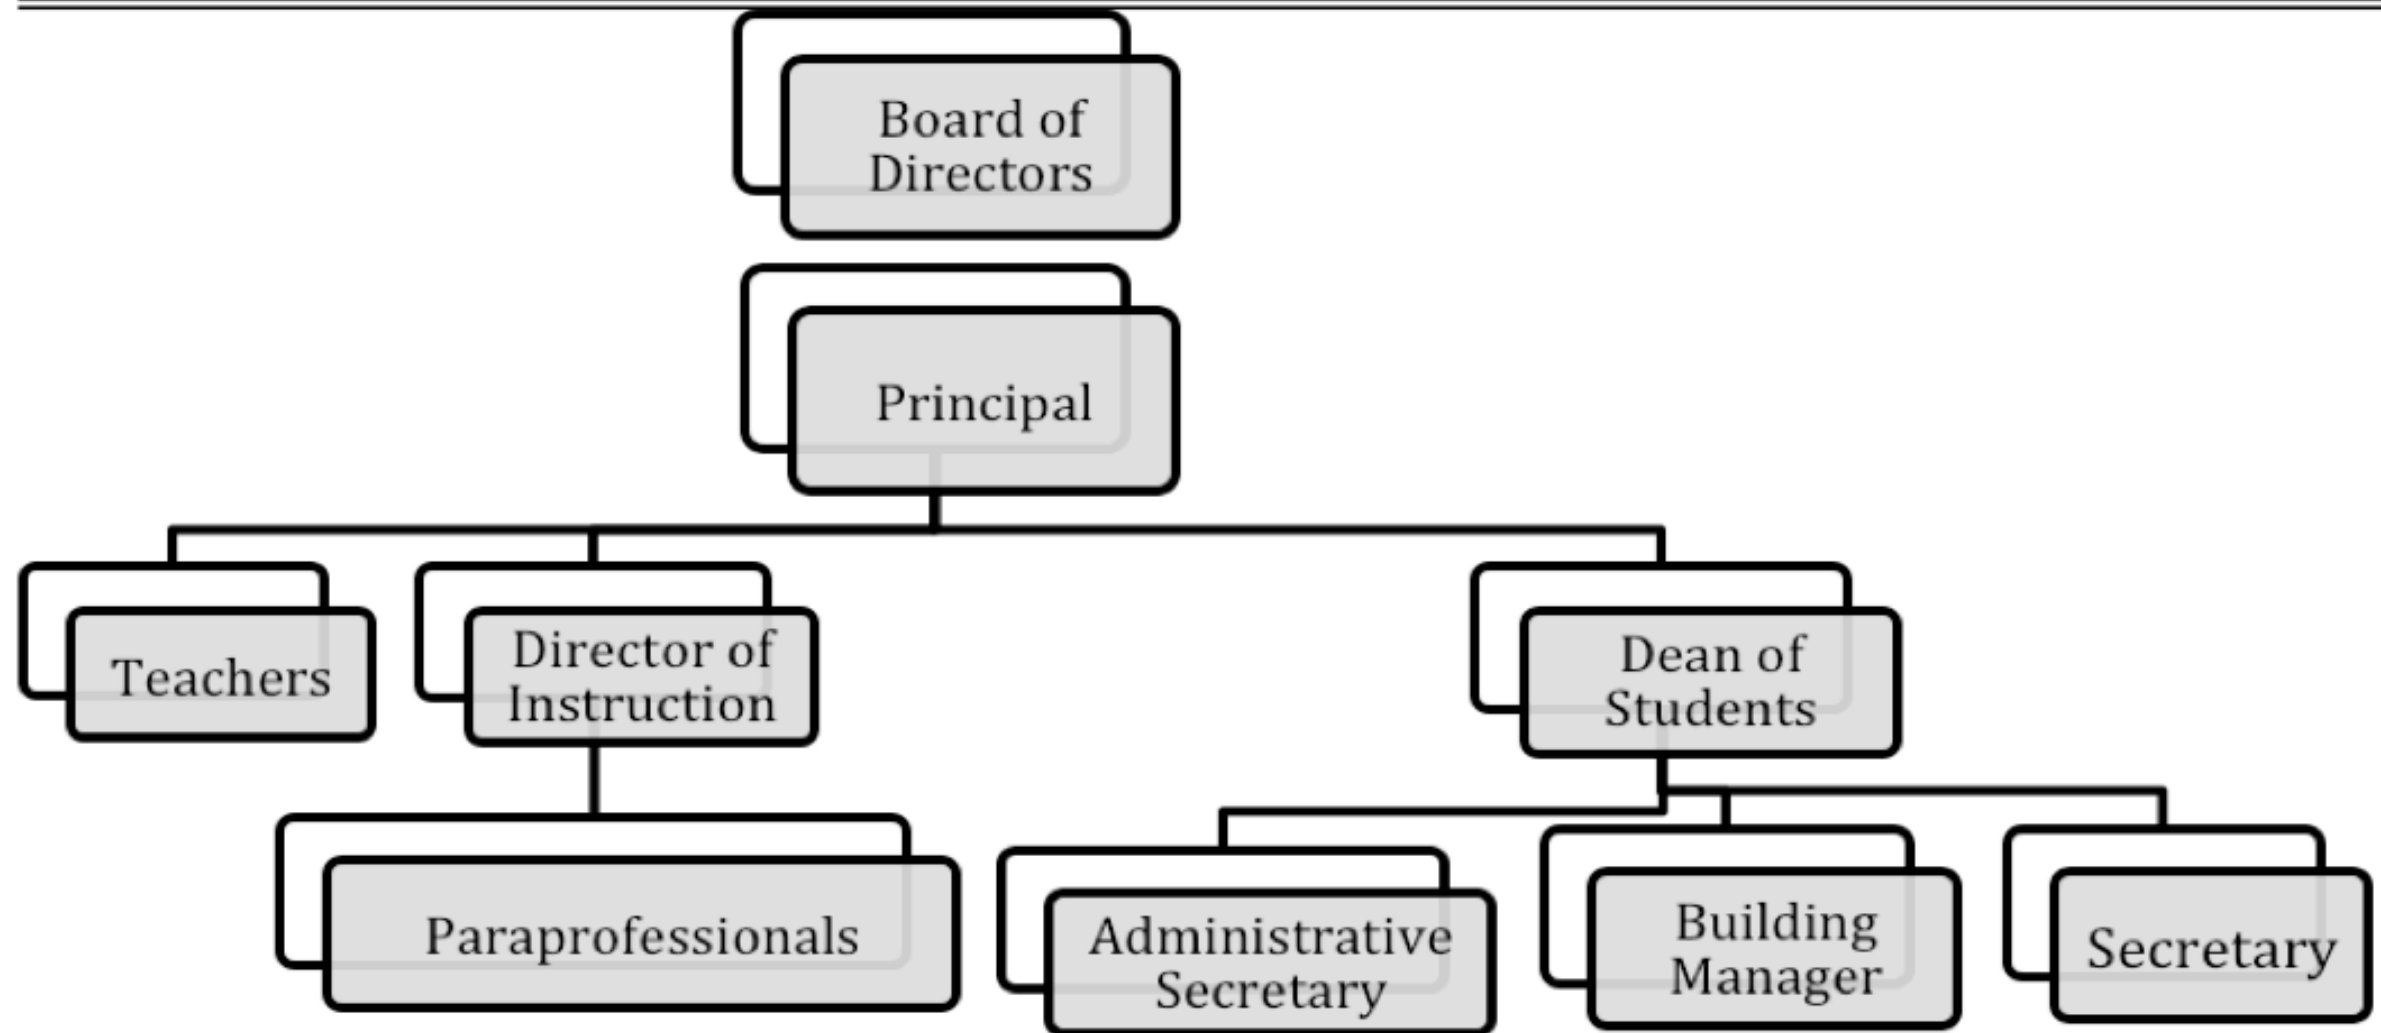 Board of
Directors
Principal
Teachers
Director of
Instruction
Dean of
Students
Paraprofessionals
Administrative
Secretary
Building
Manager
Secretary